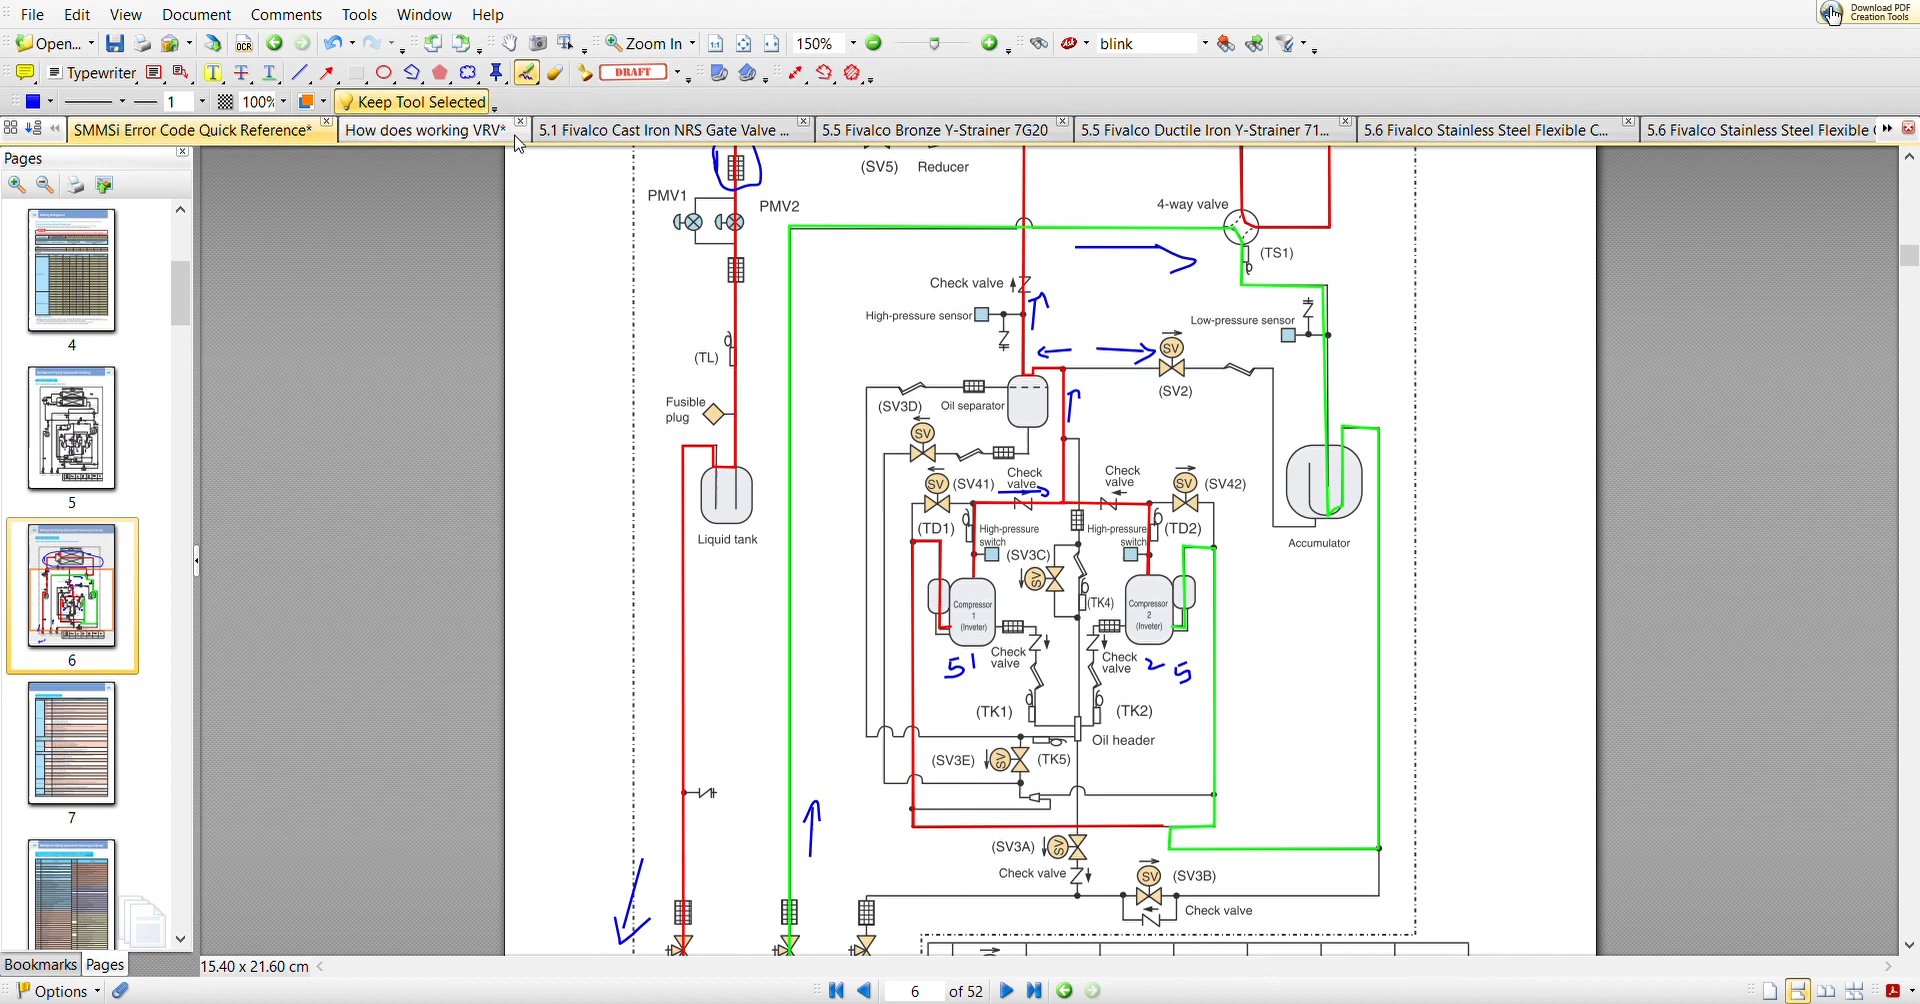 File Edit View Document Comments Tools Window Help
Download PDF
Creation Tools
Open... OCR Zoom In 150% Ask blink
Typewriter T T T DRAFT
1 100% Keep Tool Selected
SMMSi Error Code Quick Reference* How does working VRV* 5.1 Fivalco Cast Iron NRS Gate Valve ... 5.5 Fivalco Bronze Y-Strainer 7G20 5.5 Fivalco Ductile Iron Y-Strainer 71... 5.6 Fivalco Stainless Steel Flexible C... 5.6 Fivalco Stainless Steel Flexible
Pages
4
5
6
7
(SV5) Reducer
PMV1
PMV2
4-way valve
(TS1)
Check valve
High-pressure sensor
Low-pressure sensor
(TL)
SV
(SV2)
Fusible
plug
(SV3D)
Oil separator
SV
Check
valve
Check
valve
SV (SV41)
SV (SV42)
(TD1)
(TD2)
High-pressure
switch
High-pressure
switch
(SV3C)
SV
Liquid tank
Accumulator
Compressor
1
(Inveter)
Compressor
2
(Inveter)
(TK4)
Check
valve
Check
valve
51
2 5
(TK1)
(TK2)
Oil header
(SV3E) SV (TK5)
(SV3A) SV
Check valve
SV (SV3B)
Check valve
Bookmarks Pages 15.40 x 21.60 cm
Options 6 of 52